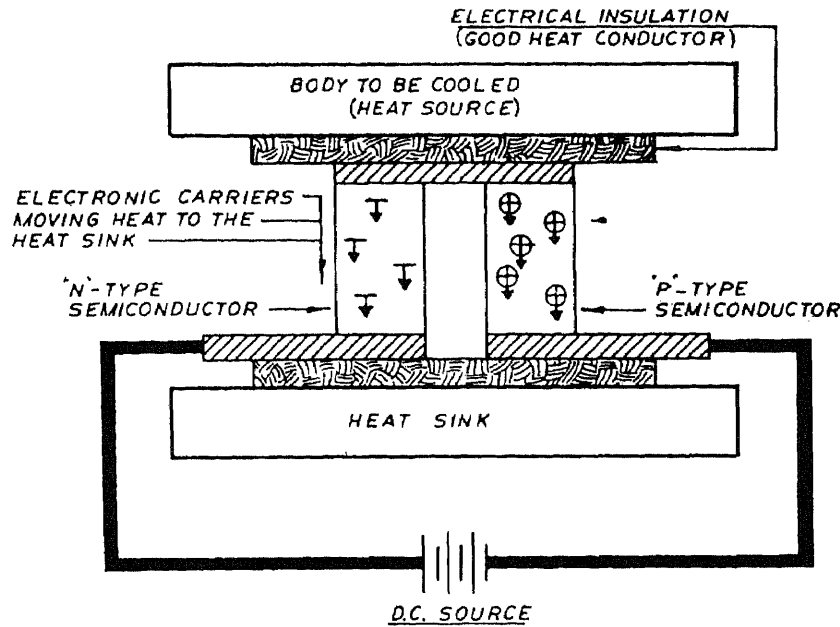 ELECTRICAL INSULATION
(GOOD HEAT CONDUCTOR)
BODY TO BE COOLED
(HEAT SOURCE)
ELECTRONIC CARRIERS
MOVING HEAT TO THE
HEAT SINK
"N"-TYPE
SEMICONDUCTOR
"P"-TYPE
SEMICONDUCTOR
HEAT SINK
D.C. SOURCE